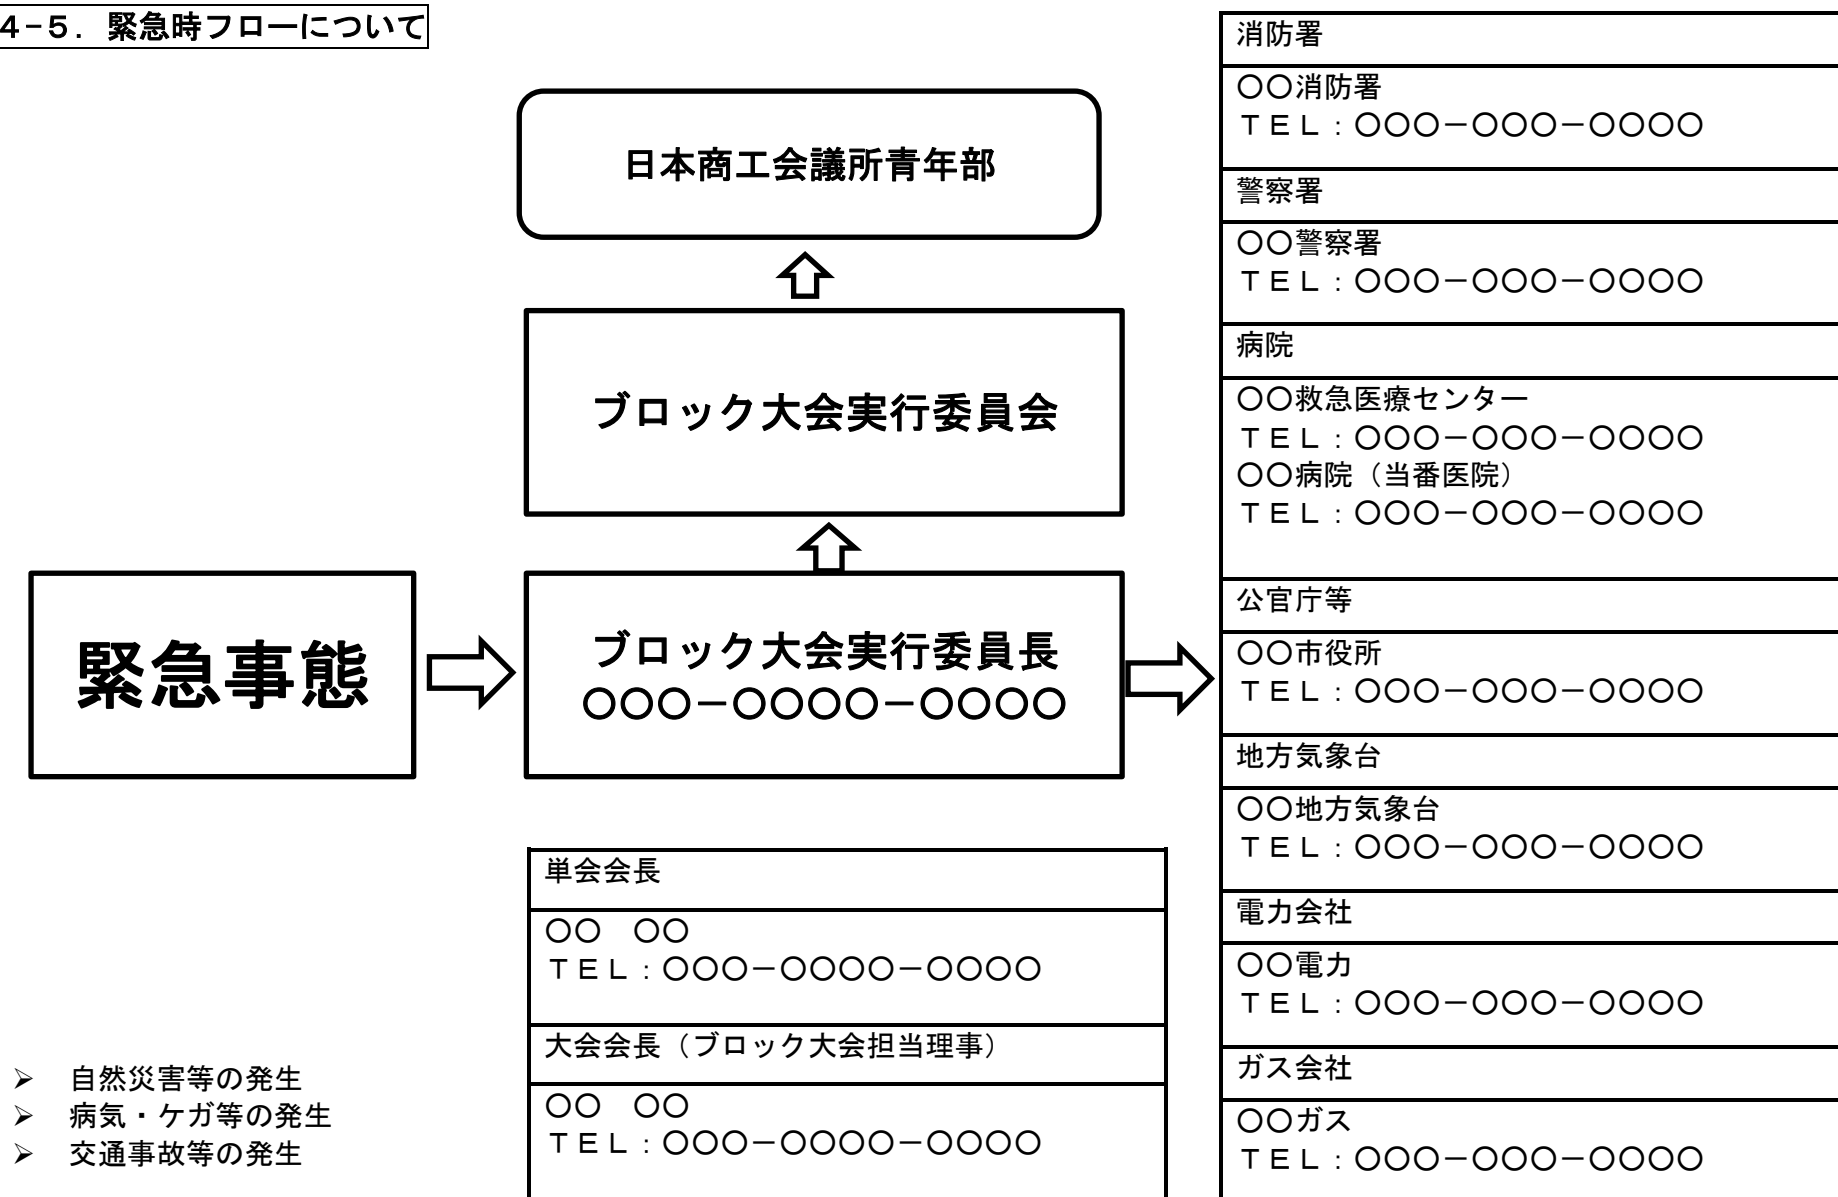 4-5. 緊急時フローについて
日本商工会議所青年部
ブロック大会実行委員会
緊急事態
ブロック大会実行委員長
〇〇〇-〇〇〇〇-〇〇〇〇
単会会長
〇〇　〇〇
ＴＥＬ：〇〇〇-〇〇〇〇-〇〇〇〇
大会会長（ブロック大会担当理事）
〇〇　〇〇
ＴＥＬ：〇〇〇-〇〇〇〇-〇〇〇〇
➢ 自然災害等の発生
➢ 病気・ケガ等の発生
➢ 交通事故等の発生
消防署
〇〇消防署
ＴＥＬ：〇〇〇-〇〇〇-〇〇〇〇
警察署
〇〇警察署
ＴＥＬ：〇〇〇-〇〇〇-〇〇〇〇
病院
〇〇救急医療センター
ＴＥＬ：〇〇〇-〇〇〇-〇〇〇〇
〇〇病院（当番医院）
ＴＥＬ：〇〇〇-〇〇〇-〇〇〇〇
公官庁等
〇〇市役所
ＴＥＬ：〇〇〇-〇〇〇-〇〇〇〇
地方気象台
〇〇地方気象台
ＴＥＬ：〇〇〇-〇〇〇-〇〇〇〇
電力会社
〇〇電力
ＴＥＬ：〇〇〇-〇〇〇-〇〇〇〇
ガス会社
〇〇ガス
ＴＥＬ：〇〇〇-〇〇〇-〇〇〇〇